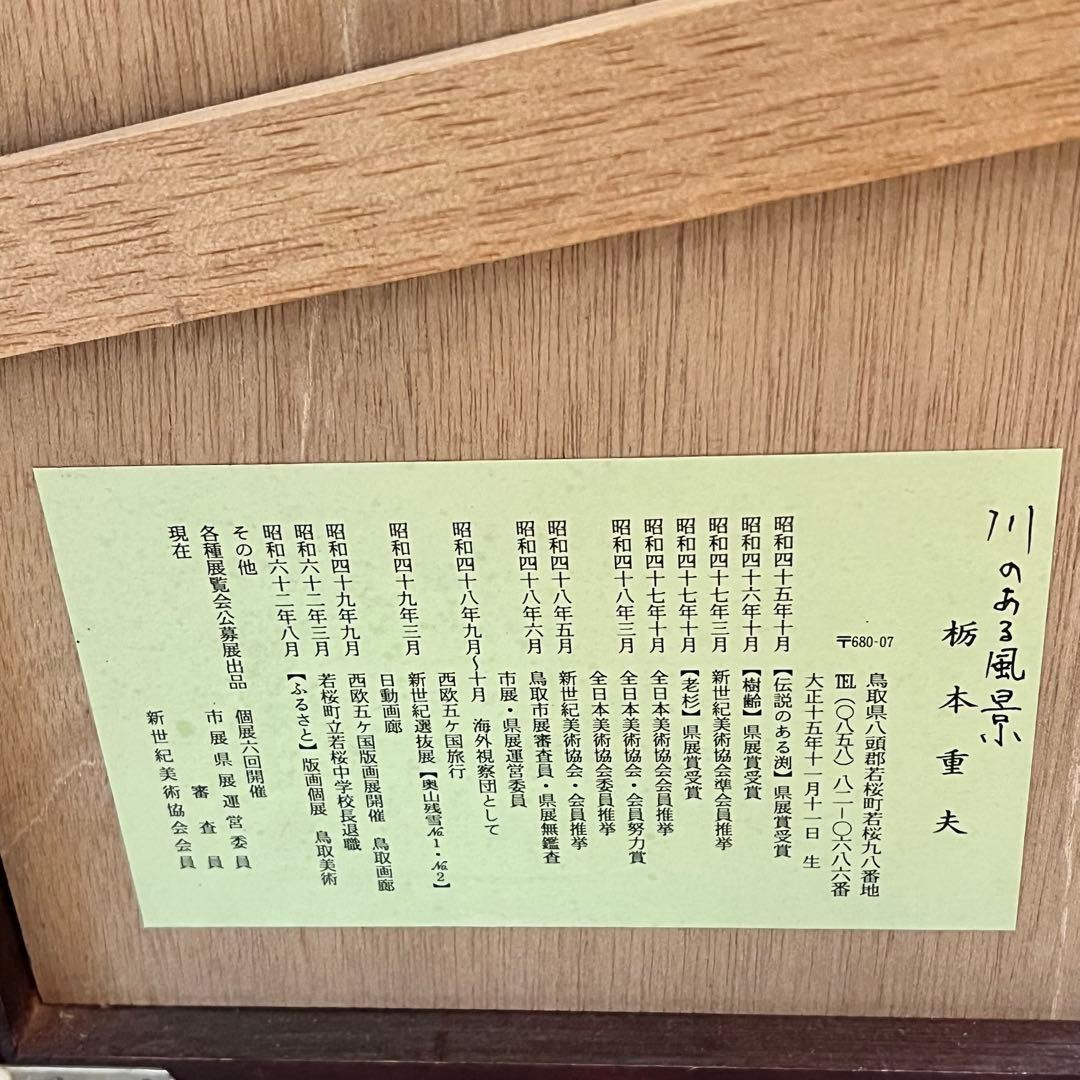 川のある風景
栃本重夫
〒680-07
鳥取県八頭郡若桜町若桜九八番地
℡(〇八五八)八二ー〇六八六番
大正十五年十一月十一日 生
昭和四十五年十月 【伝説のある渕】県展賞受賞
昭和四十六年十月 【樹齢】県展賞受賞
昭和四十七年三月 新世紀美術協会準会員推挙
昭和四十七年十月 【老杉】県展賞受賞
昭和四十七年十月 全日本美術協会会員推挙
昭和四十八年三月 全日本美術協会・会員努力賞
全日本美術協会委員推挙
昭和四十八年五月 新世紀美術協会・会員推挙
昭和四十八年六月 鳥取市展審査員・県展無鑑査
市展・県展運営委員
昭和四十八年九月〜十月 海外視察団として
西欧五ケ国旅行
昭和四十九年三月 新世紀選抜展【奥山残雪№1・№2】
日動画廊
昭和四十九年九月 西欧五ケ国版画展開催 鳥取画廊
昭和六十二年三月 若桜町立若桜中学校長退職
昭和六十二年八月 【ふるさと】版画個展 鳥取美術
その他
各種展覧会公募展出品 個展六回開催
現在 市展県展運営委員
審査員
新世紀美術協会会員